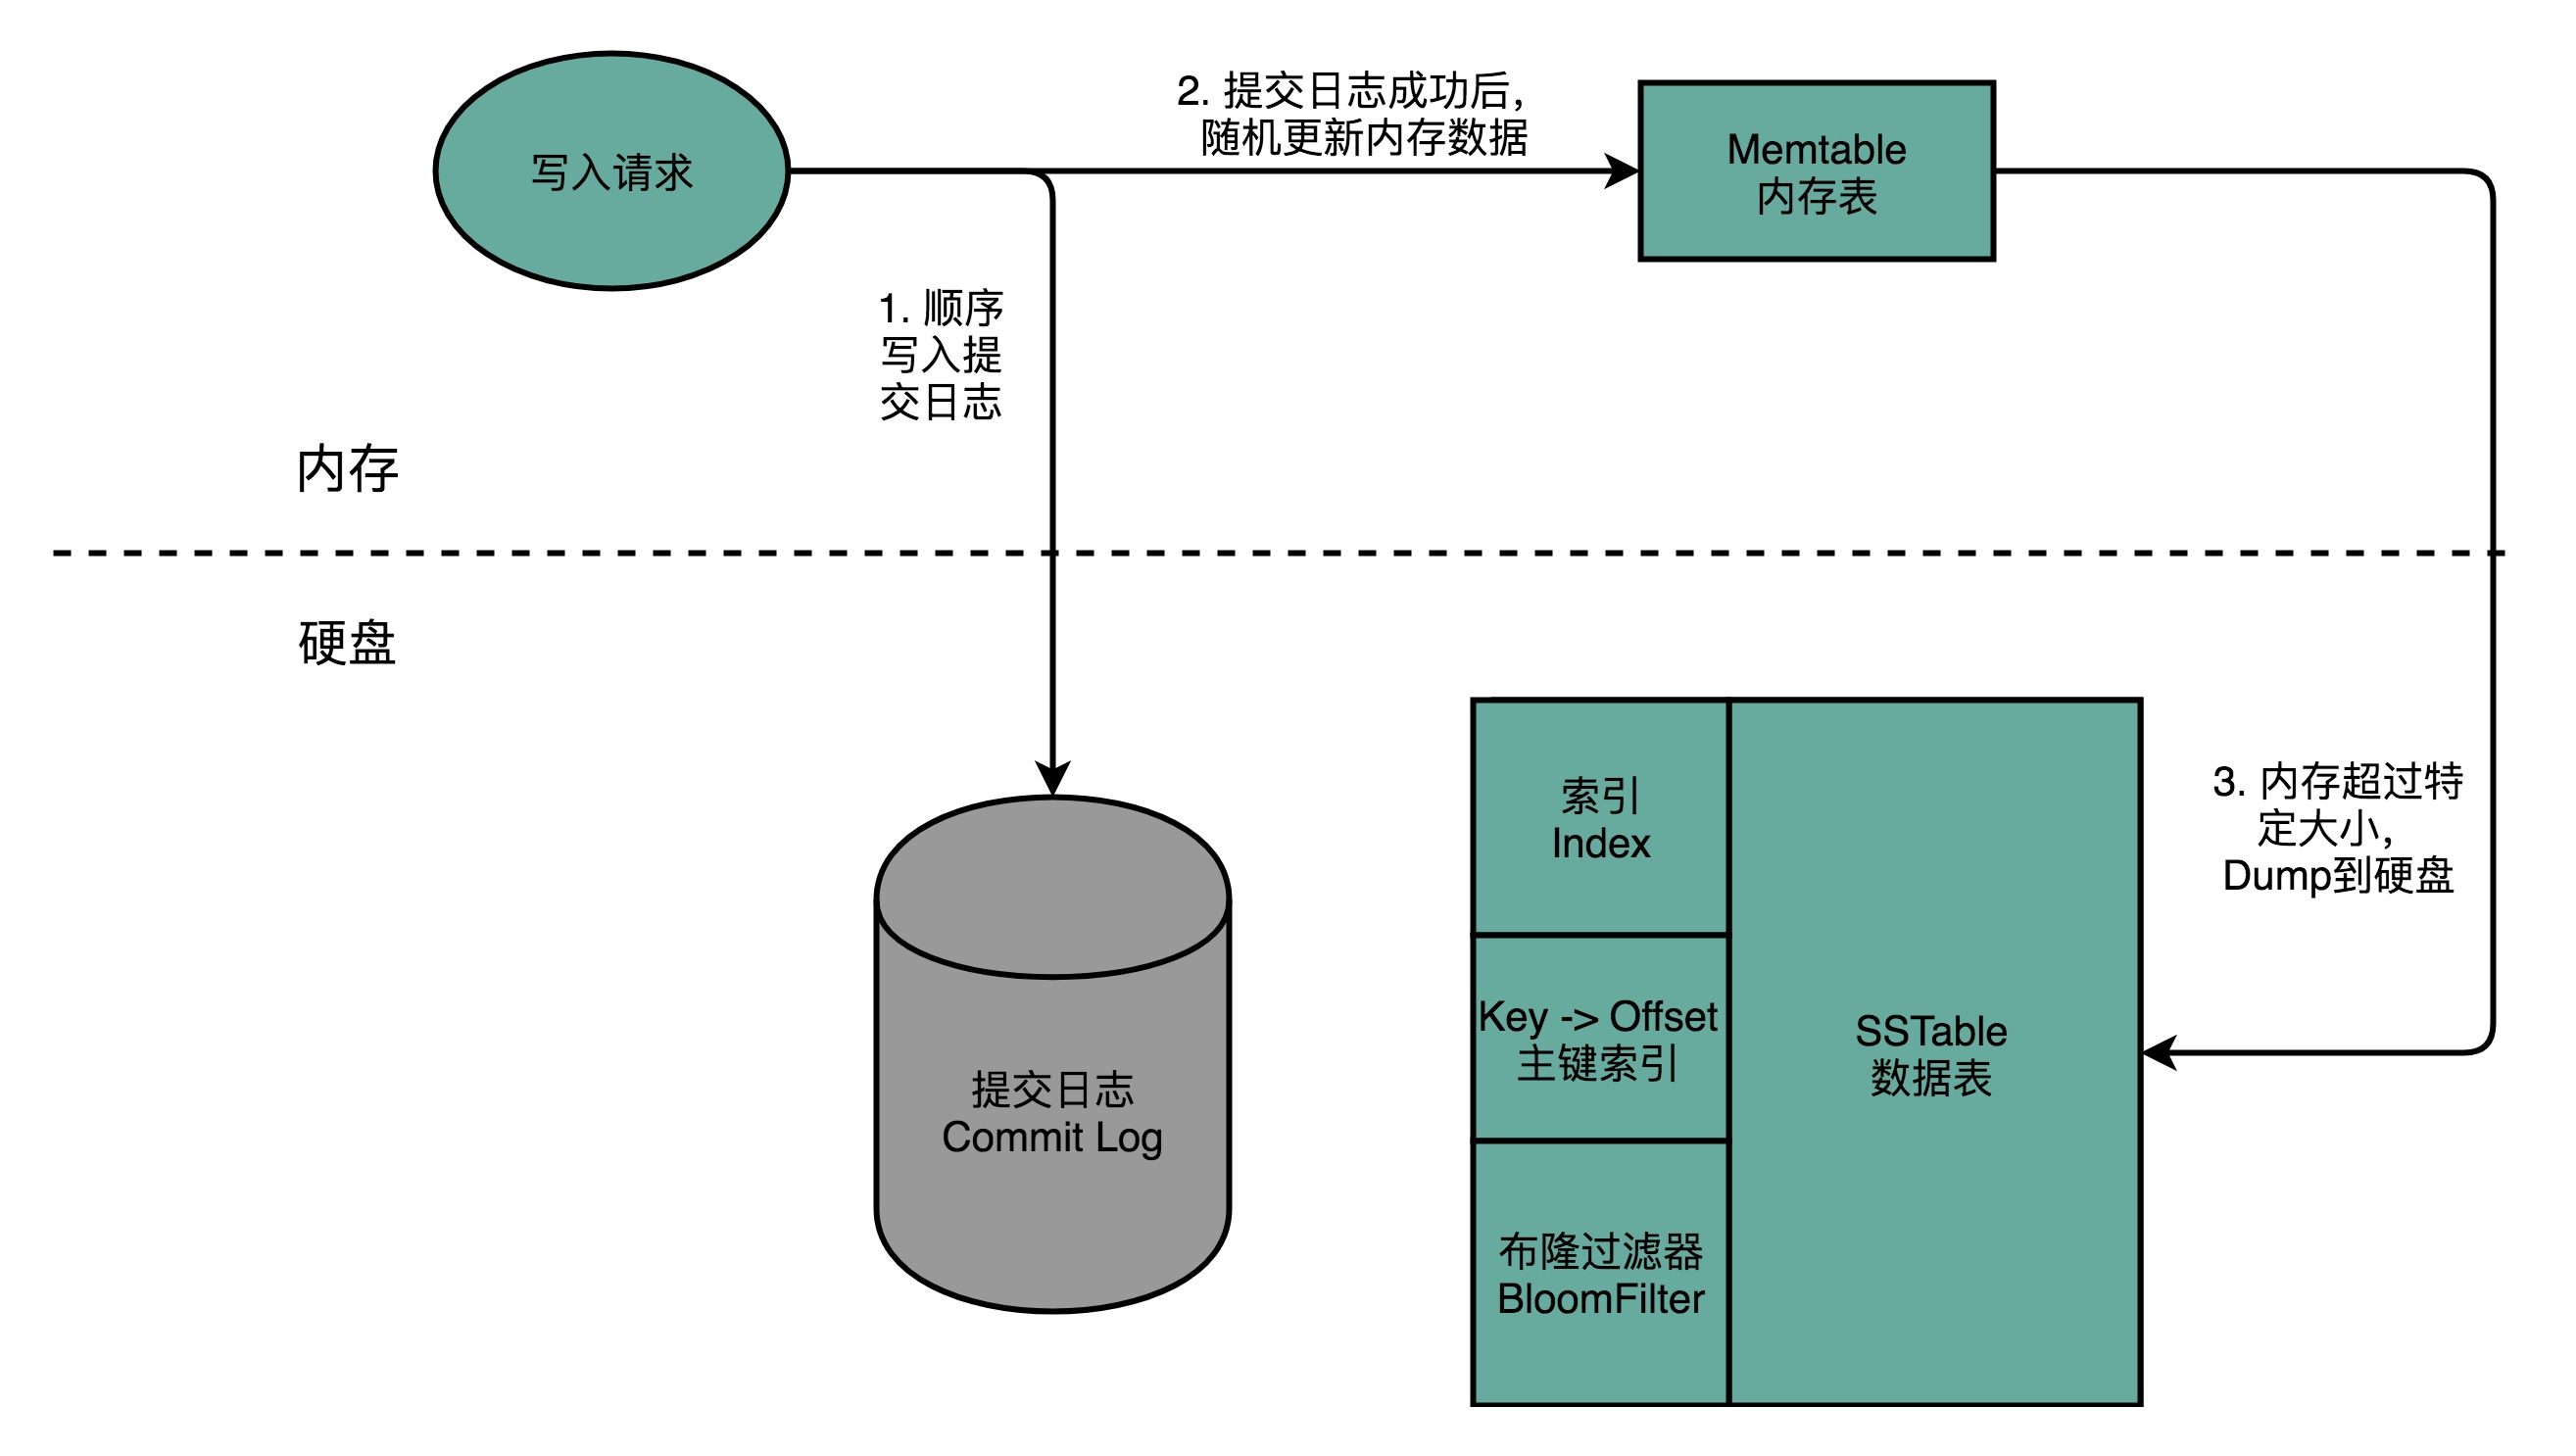 写入请求
2. 提交日志成功后，
随机更新内存数据
Memtable
内存表
1. 顺序
写入提
交日志
内存
硬盘
索引
Index
Key -> Offset
主键索引
布隆过滤器
BloomFilter
SSTable
数据表
3. 内存超过特
定大小，
Dump到硬盘
提交日志
Commit Log